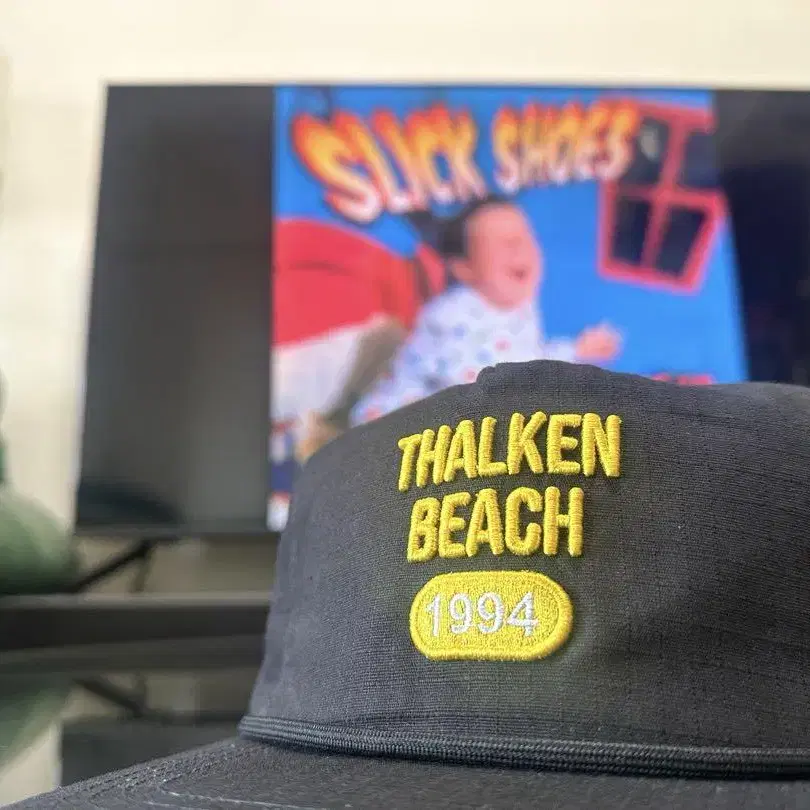 SLICK SHOES
THALKEN
BEACH
1994